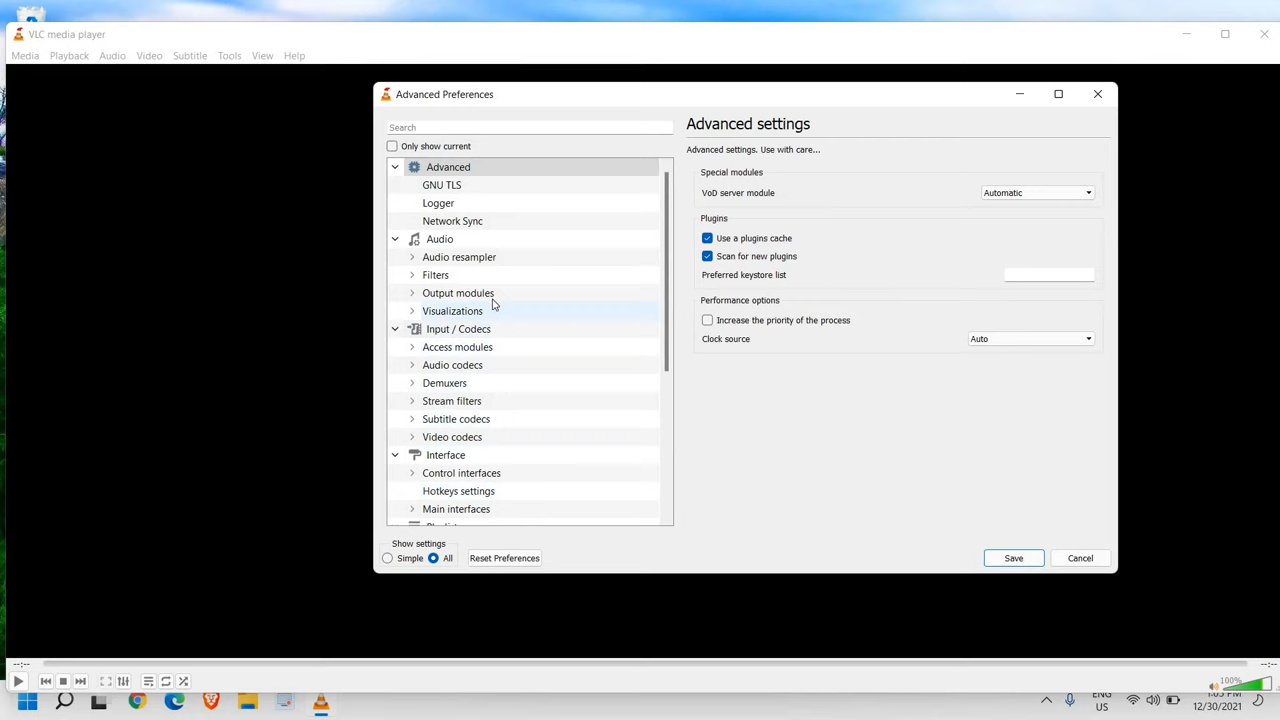 VLC media player
Media Playback Audio Video Subtitle Tools View Help
Advanced Preferences
Search
Only show current
Advanced
GNU TLS
Logger
Network Sync
Audio
Audio resampler
Filters
Output modules
Visualizations
Input / Codecs
Access modules
Audio codecs
Demuxers
Stream filters
Subtitle codecs
Video codecs
Interface
Control interfaces
Hotkeys settings
Main interfaces
Advanced settings
Advanced settings. Use with care...
Special modules
VoD server module Automatic
Plugins
Use a plugins cache
Scan for new plugins
Preferred keystore list
Performance options
Increase the priority of the process
Clock source Auto
Show settings
Simple All Reset Preferences Save Cancel
--:-- --:--
100%
ENG
US
1:05 PM
12/30/2021